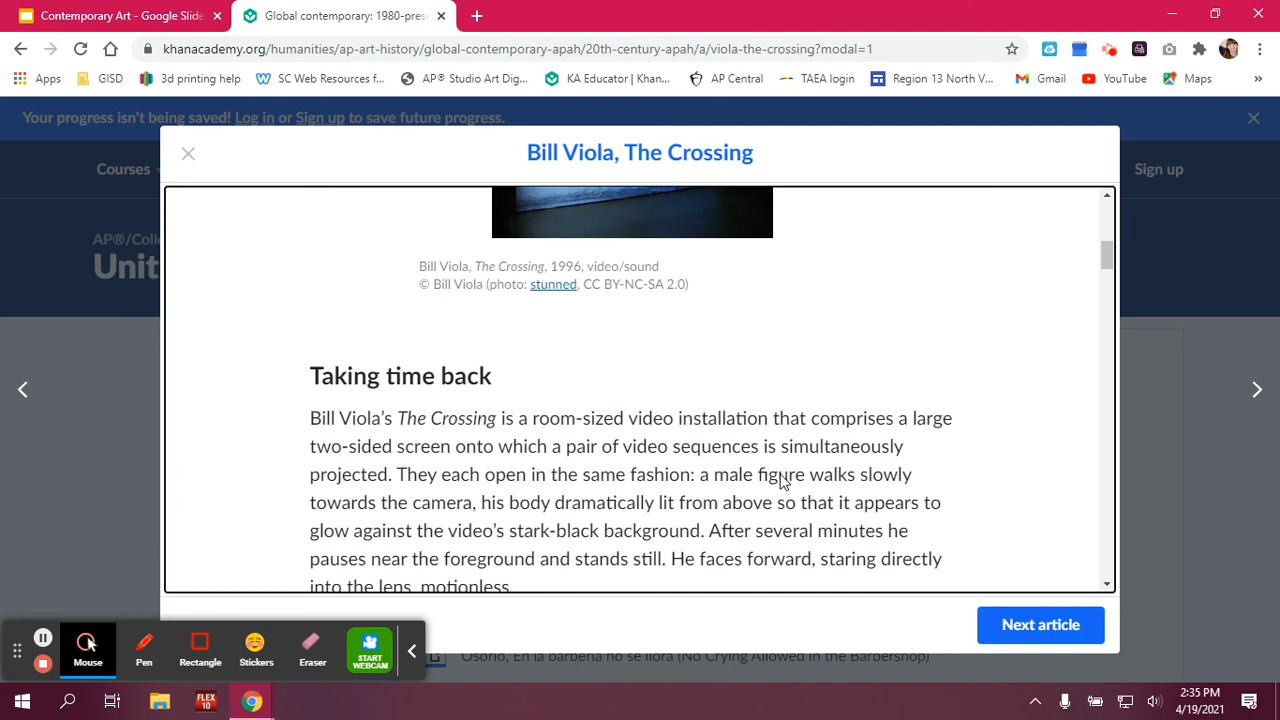 Contemporary Art - Google Slide
Global contemporary: 1980-prese
khanacademy.org/humanities/ap-art-history/global-contemporary-apah/20th-century-apah/a/viola-the-crossing?modal=1
Apps
GISD
3d printing help
SC Web Resources f...
AP® Studio Art Dig...
KA Educator | Khan...
AP Central
TAEA login
Region 13 North V...
Gmail
YouTube
Maps
Your progress isn't being saved! Log in or Sign up to save future progress.
Courses
Sign up
AP®/Colle
Unit
Bill Viola, The Crossing
Bill Viola, The Crossing, 1996, video/sound
© Bill Viola (photo: stunned, CC BY-NC-SA 2.0)
Taking time back
Bill Viola's The Crossing is a room-sized video installation that comprises a large
two-sided screen onto which a pair of video sequences is simultaneously
projected. They each open in the same fashion: a male figure walks slowly
towards the camera, his body dramatically lit from above so that it appears to
glow against the video's stark-black background. After several minutes he
pauses near the foreground and stands still. He faces forward, staring directly
into the lens, motionless.
Next article
Osorio, En la barberia no se llora (No Crying Allowed in the Barbershop)
Mouse
Pen
Rectangle
Stickers
Eraser
START
WEBCAM
FLEX
10
2:35 PM
4/19/2021